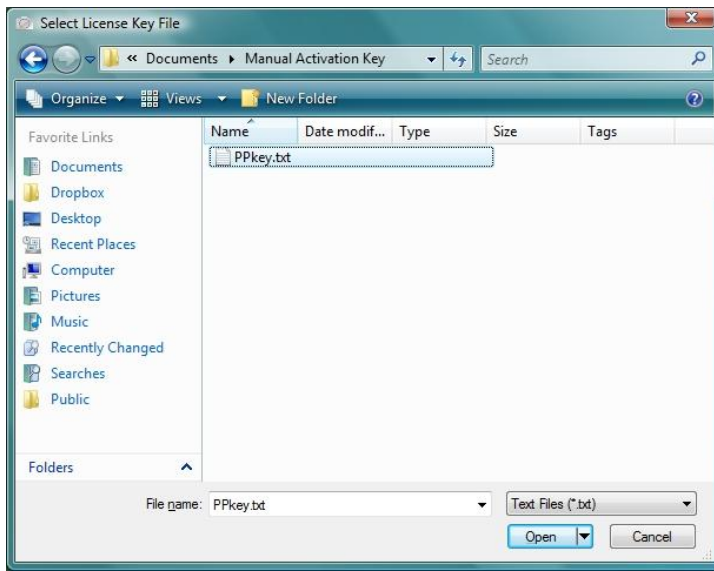 Select License Key File
« Documents Manual Activation Key Search
Organize Views New Folder
Favorite Links
Documents
Dropbox
Desktop
Recent Places
Computer
Pictures
Music
Recently Changed
Searches
Public
Folders
Name Date modif... Type Size Tags
PPkey.txt
File name: PPkey.txt Text Files (*.txt)
Open Cancel